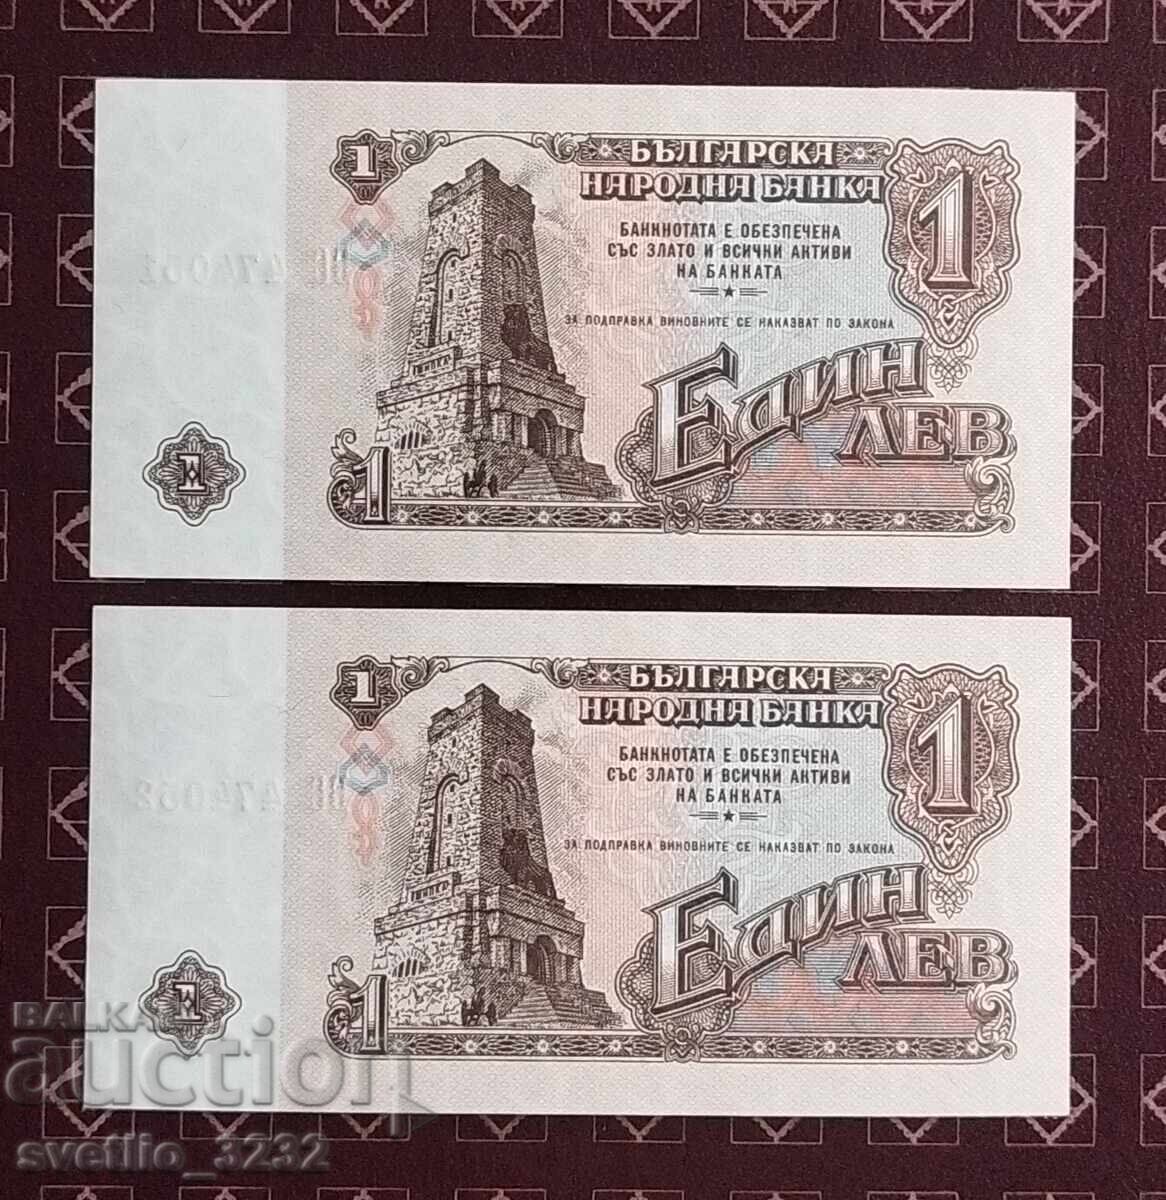 1
БЪЛГАРСКА
НАРОДНА БАНКА
1
БАНКНОТАТА Е ОБЕЗПЕЧЕНА
СЪС ЗЛАТО И ВСИЧКИ АКТИВИ
НА БАНКАТА
ЗА ПОДПРАВКА ВИНОВНИТЕ СЕ НАКАЗВАТ ПО ЗАКОНА
ЕДИН
ЛЕВ
1
1
1
БЪЛГАРСКА
НАРОДНА БАНКА
1
БАНКНОТАТА Е ОБЕЗПЕЧЕНА
СЪС ЗЛАТО И ВСИЧКИ АКТИВИ
НА БАНКАТА
ЗА ПОДПРАВКА ВИНОВНИТЕ СЕ НАКАЗВАТ ПО ЗАКОНА
ЕДИН
ЛЕВ
1
1
BALKAN
auction
svetlio_3232